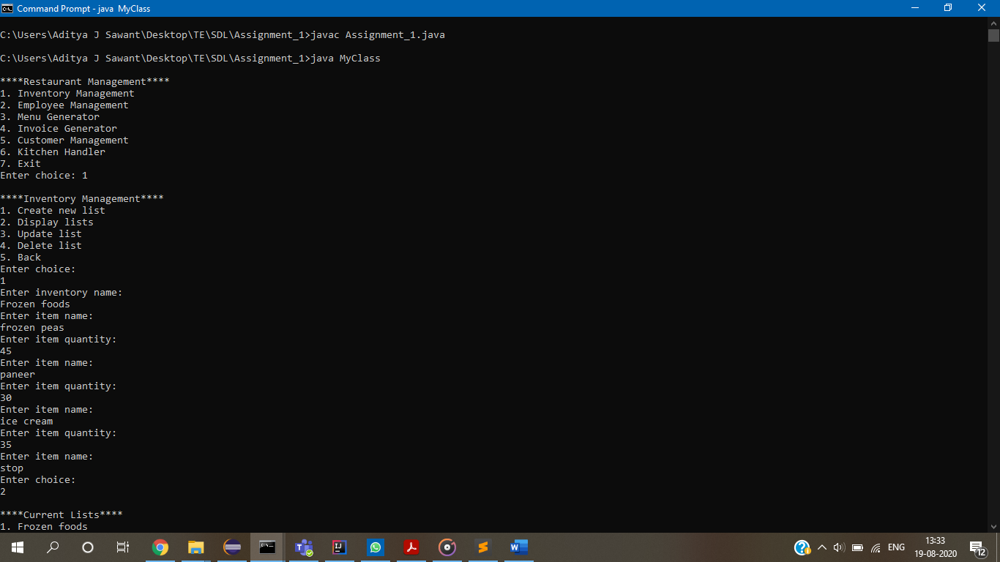 Command Prompt - java  MyClass
C:\Users\Aditya J Sawant\Desktop\TE\SDL\Assignment_1>javac Assignment_1.java
C:\Users\Aditya J Sawant\Desktop\TE\SDL\Assignment_1>java MyClass
****Restaurant Management****
1. Inventory Management
2. Employee Management
3. Menu Generator
4. Invoice Generator
5. Customer Management
6. Kitchen Handler
7. Exit
Enter choice: 1
****Inventory Management****
1. Create new list
2. Display lists
3. Update list
4. Delete list
5. Back
Enter choice:
1
Enter inventory name:
Frozen foods
Enter item name:
frozen peas
Enter item quantity:
45
Enter item name:
paneer
Enter item quantity:
30
Enter item name:
ice cream
Enter item quantity:
35
Enter item name:
stop
Enter choice:
2
****Current Lists****
1. Frozen foods
ENG
13:33
19-08-2020
12